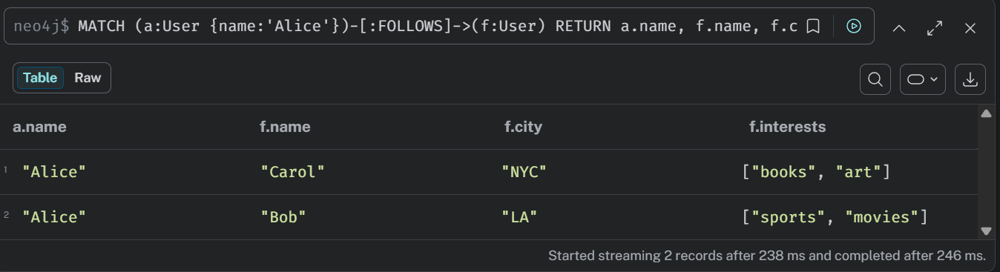 neo4j$ MATCH (a:User {name:'Alice'})-[:FOLLOWS]->(f:User) RETURN a.name, f.name, f.c
Table Raw
a.name f.name f.city f.interests
1 "Alice" "Carol" "NYC" ["books", "art"]
2 "Alice" "Bob" "LA" ["sports", "movies"]
Started streaming 2 records after 238 ms and completed after 246 ms.